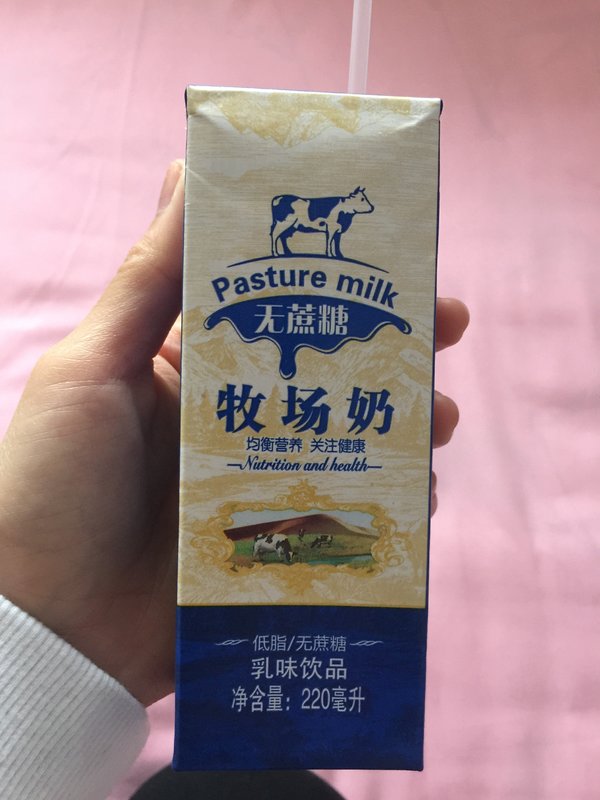 Pasture milk
无蔗糖
牧场奶
均衡营养 关注健康
Nutrition and health
低脂/无蔗糖
乳味饮品
净含量：220毫升